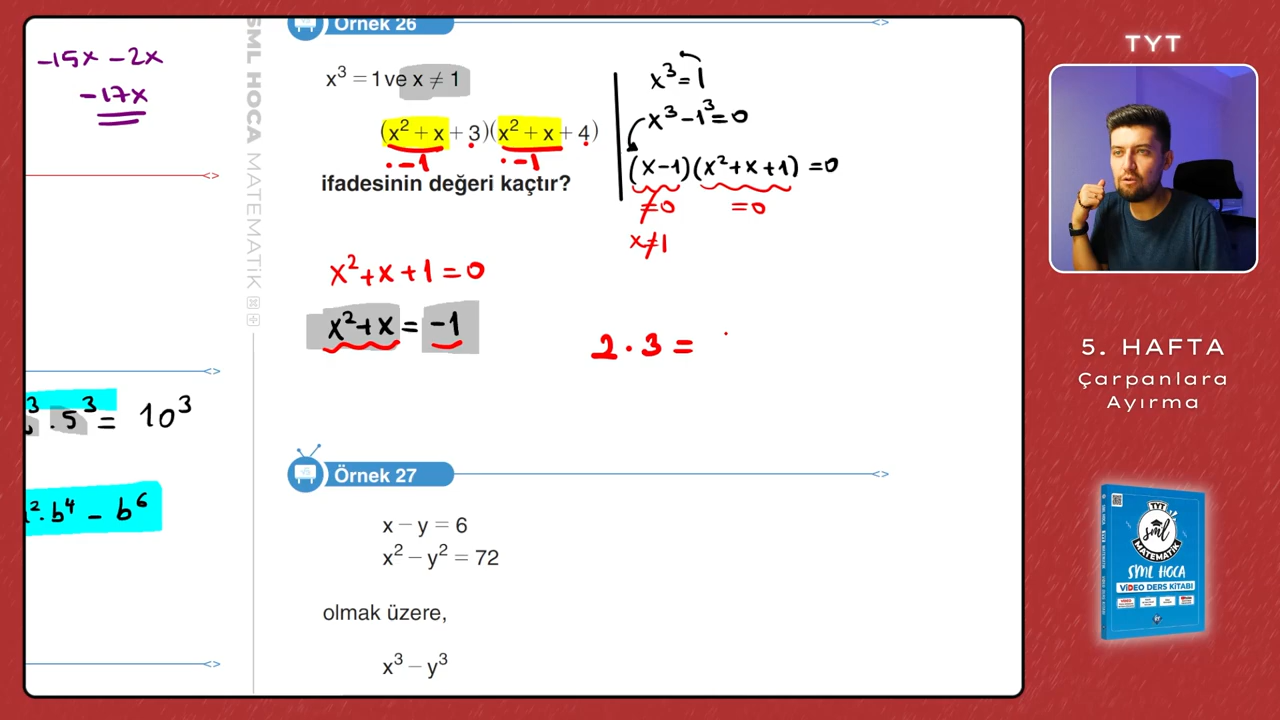 -15x -2x
-17x
5³ = 10³
b⁴ - b⁶
SML HOCA MATEMATİK
Örnek 26
x³ = 1 ve x ≠ 1
(x² + x + 3)(x² + x + 4)
. -1 . -1
ifadesinin değeri kaçtır?
x² + x + 1 = 0
x² + x = -1
x³ = 1
x³ - 1³ = 0
(x-1)(x²+x+1) = 0
≠0 =0
x≠1
2 . 3 =
Örnek 27
x − y = 6
x² − y² = 72
olmak üzere,
x³ − y³
TYT
5. HAFTA
Çarpanlara
Ayırma
TYT
sml
MATEMATİK
SML HOCA
VİDEO DERS KİTABI